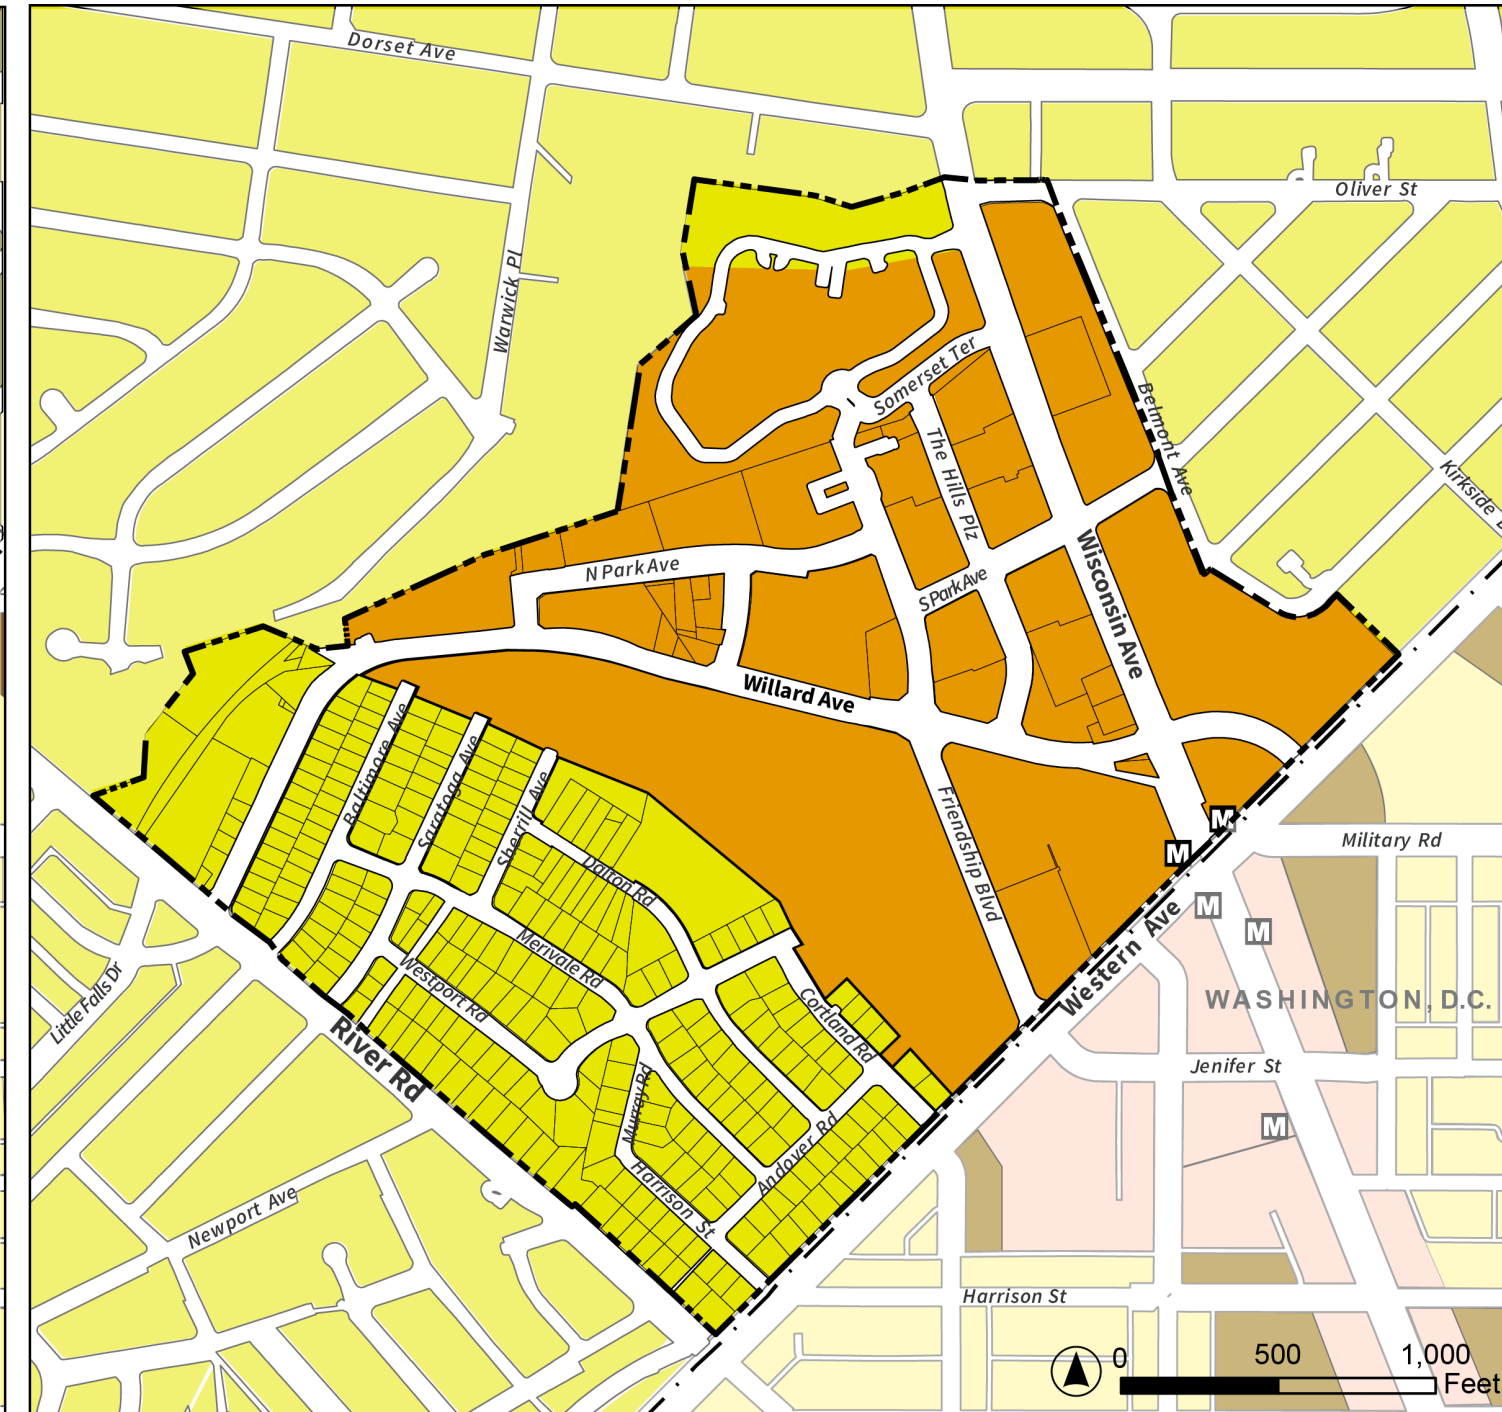 Dorset Ave
Oliver St
Warwick Pl
Somerset Ter
Belmont Ave
The Hills Plz
Kirkside
N Park Ave
S Park Ave
Wisconsin Ave
Willard Ave
Baltimore Ave
Saratoga Ave
Sherrill Ave
Friendship Blvd
M
M
Military Rd
Dalton Rd
M
M
Merivale Rd
Westport Rd
Western Ave
Little Falls Dr
Cortland Rd
WASHINGTON, D.C.
River Rd
Jenifer St
Murray Rd
M
Andover Rd
Harrison St
Newport Ave
Harrison St
0 500 1,000
Feet